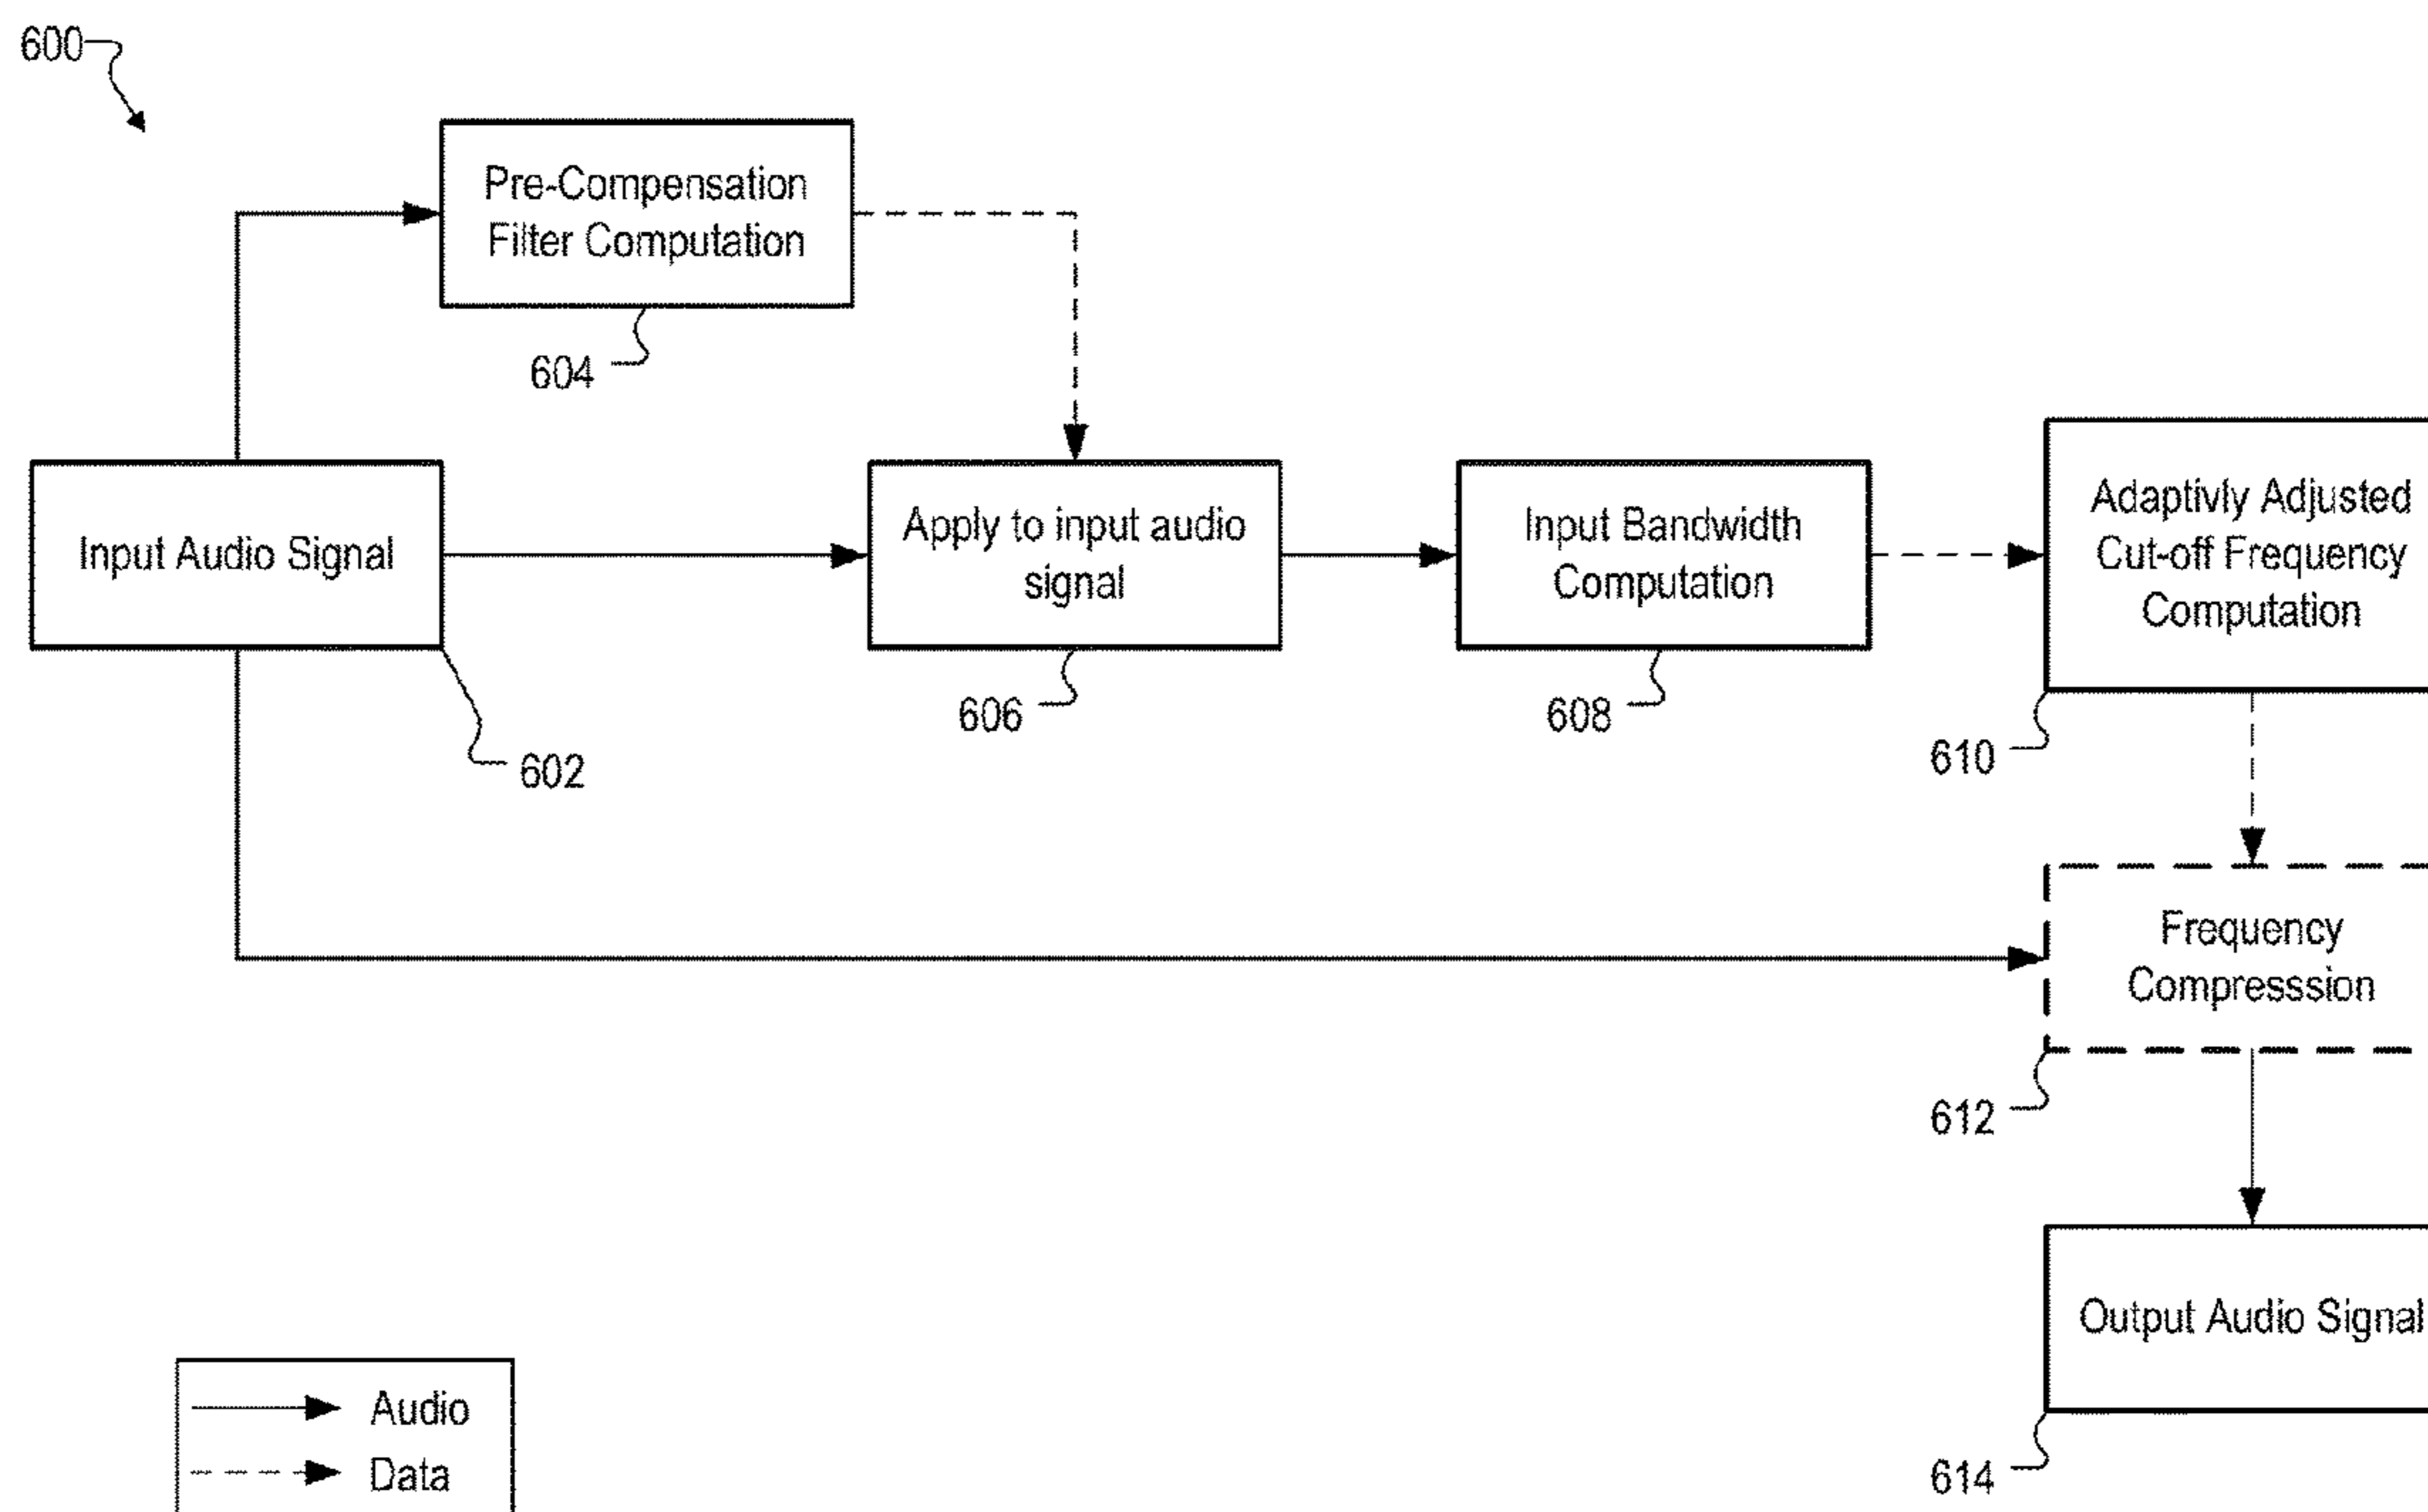 600
Pre-Compensation
Filter Computation
604
Input Audio Signal
602
Apply to input audio
signal
606
Input Bandwidth
Computation
608
Adaptivly Adjusted
Cut-off Frequency
Computation
610
Frequency
Compresssion
612
Output Audio Signal
614
Audio
Data